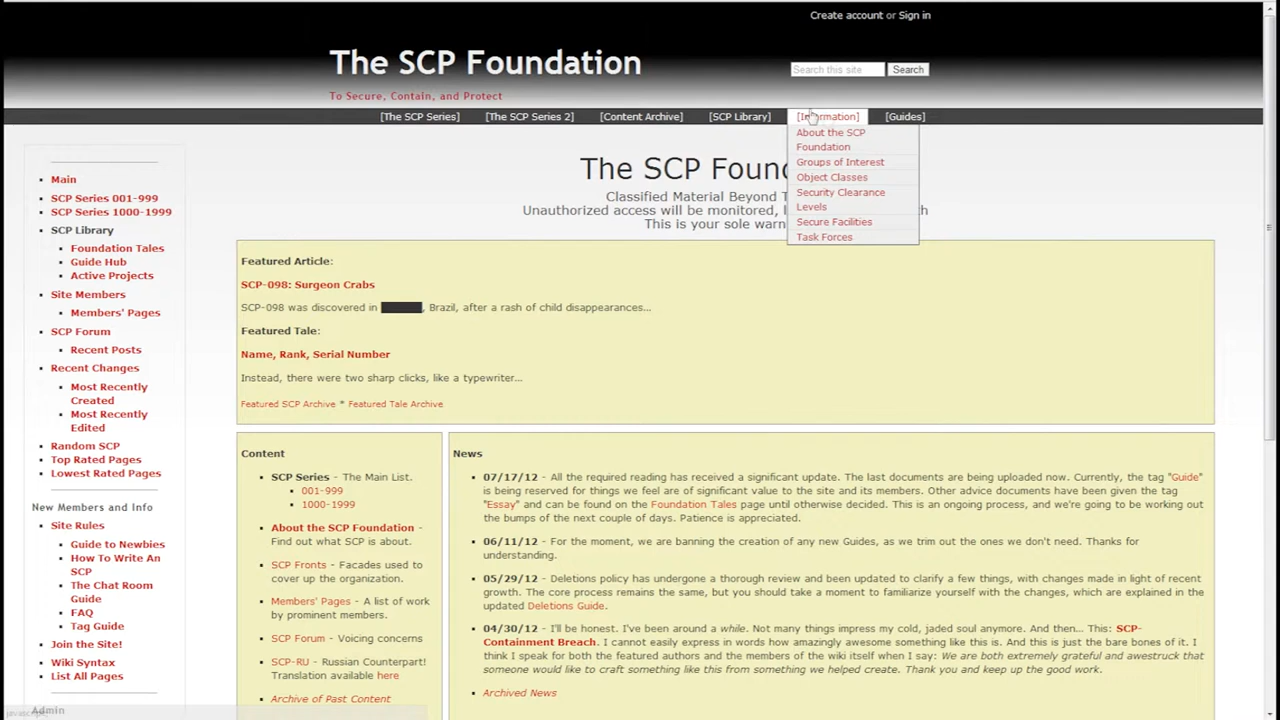 Create account or Sign in
The SCP Foundation
Search this site
Search
To Secure, Contain, and Protect
[The SCP Series]
[The SCP Series 2]
[Content Archive]
[SCP Library]
[Information]
[Guides]
About the SCP
Foundation
Groups of Interest
Object Classes
Security Clearance
Levels
Secure Facilities
Task Forces
Main
SCP Series 001-999
SCP Series 1000-1999
SCP Library
Foundation Tales
Guide Hub
Active Projects
Site Members
Members' Pages
SCP Forum
Recent Posts
Recent Changes
Most Recently
Created
Most Recently
Edited
Random SCP
Top Rated Pages
Lowest Rated Pages
New Members and Info
Site Rules
Guide to Newbies
How To Write An
SCP
The Chat Room
Guide
FAQ
Tag Guide
Join the Site!
Wiki Syntax
List All Pages
Admin
The SCP Found
Classified Material Beyond T
Unauthorized access will be monitored, l
This is your sole warn
Featured Article:
SCP-098: Surgeon Crabs
SCP-098 was discovered in , Brazil, after a rash of child disappearances...
Featured Tale:
Name, Rank, Serial Number
Instead, there were two sharp clicks, like a typewriter...
Featured SCP Archive * Featured Tale Archive
Content
SCP Series - The Main List.
001-999
1000-1999
About the SCP Foundation -
Find out what SCP is about.
SCP Fronts - Facades used to
cover up the organization.
Members' Pages - A list of work
by prominent members.
SCP Forum - Voicing concerns
SCP-RU - Russian Counterpart!
Translation available here
Archive of Past Content
News
07/17/12 - All the required reading has received a significant update. The last documents are being uploaded now. Currently, the tag "Guide"
is being reserved for things we feel are of significant value to the site and its members. Other advice documents have been given the tag
"Essay" and can be found on the Foundation Tales page until otherwise decided. This is an ongoing process, and we're going to be working out
the bumps of the next couple of days. Patience is appreciated.
06/11/12 - For the moment, we are banning the creation of any new Guides, as we trim out the ones we don't need. Thanks for
understanding.
05/29/12 - Deletions policy has undergone a thorough review and been updated to clarify a few things, with changes made in light of recent
growth. The core process remains the same, but you should take a moment to familiarize yourself with the changes, which are explained in the
updated Deletions Guide.
04/30/12 - I'll be honest. I've been around a while. Not many things impress my cold, jaded soul anymore. And then... This: SCP-
Containment Breach. I cannot easily express in words how amazingly awesome something like this is. And this is just the bare bones of it. I
think I speak for both the featured authors and the members of the wiki itself when I say: We are both extremely grateful and awestruck that
someone would like to craft something like this from something we helped create. Thank you and keep up the good work.
Archived News